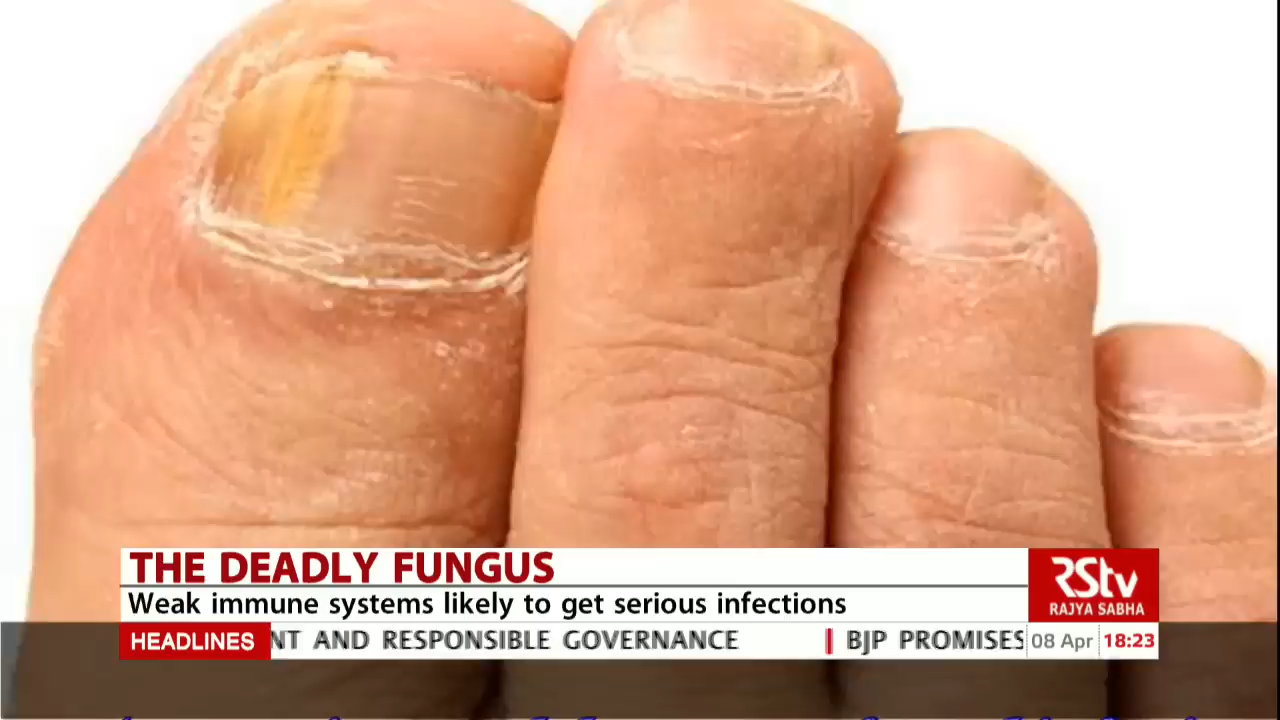 THE DEADLY FUNGUS
Weak immune systems likely to get serious infections
RSTV
RAJYA SABHA
HEADLINES
NT AND RESPONSIBLE GOVERNANCE | BJP PROMISES
08 Apr 18:23